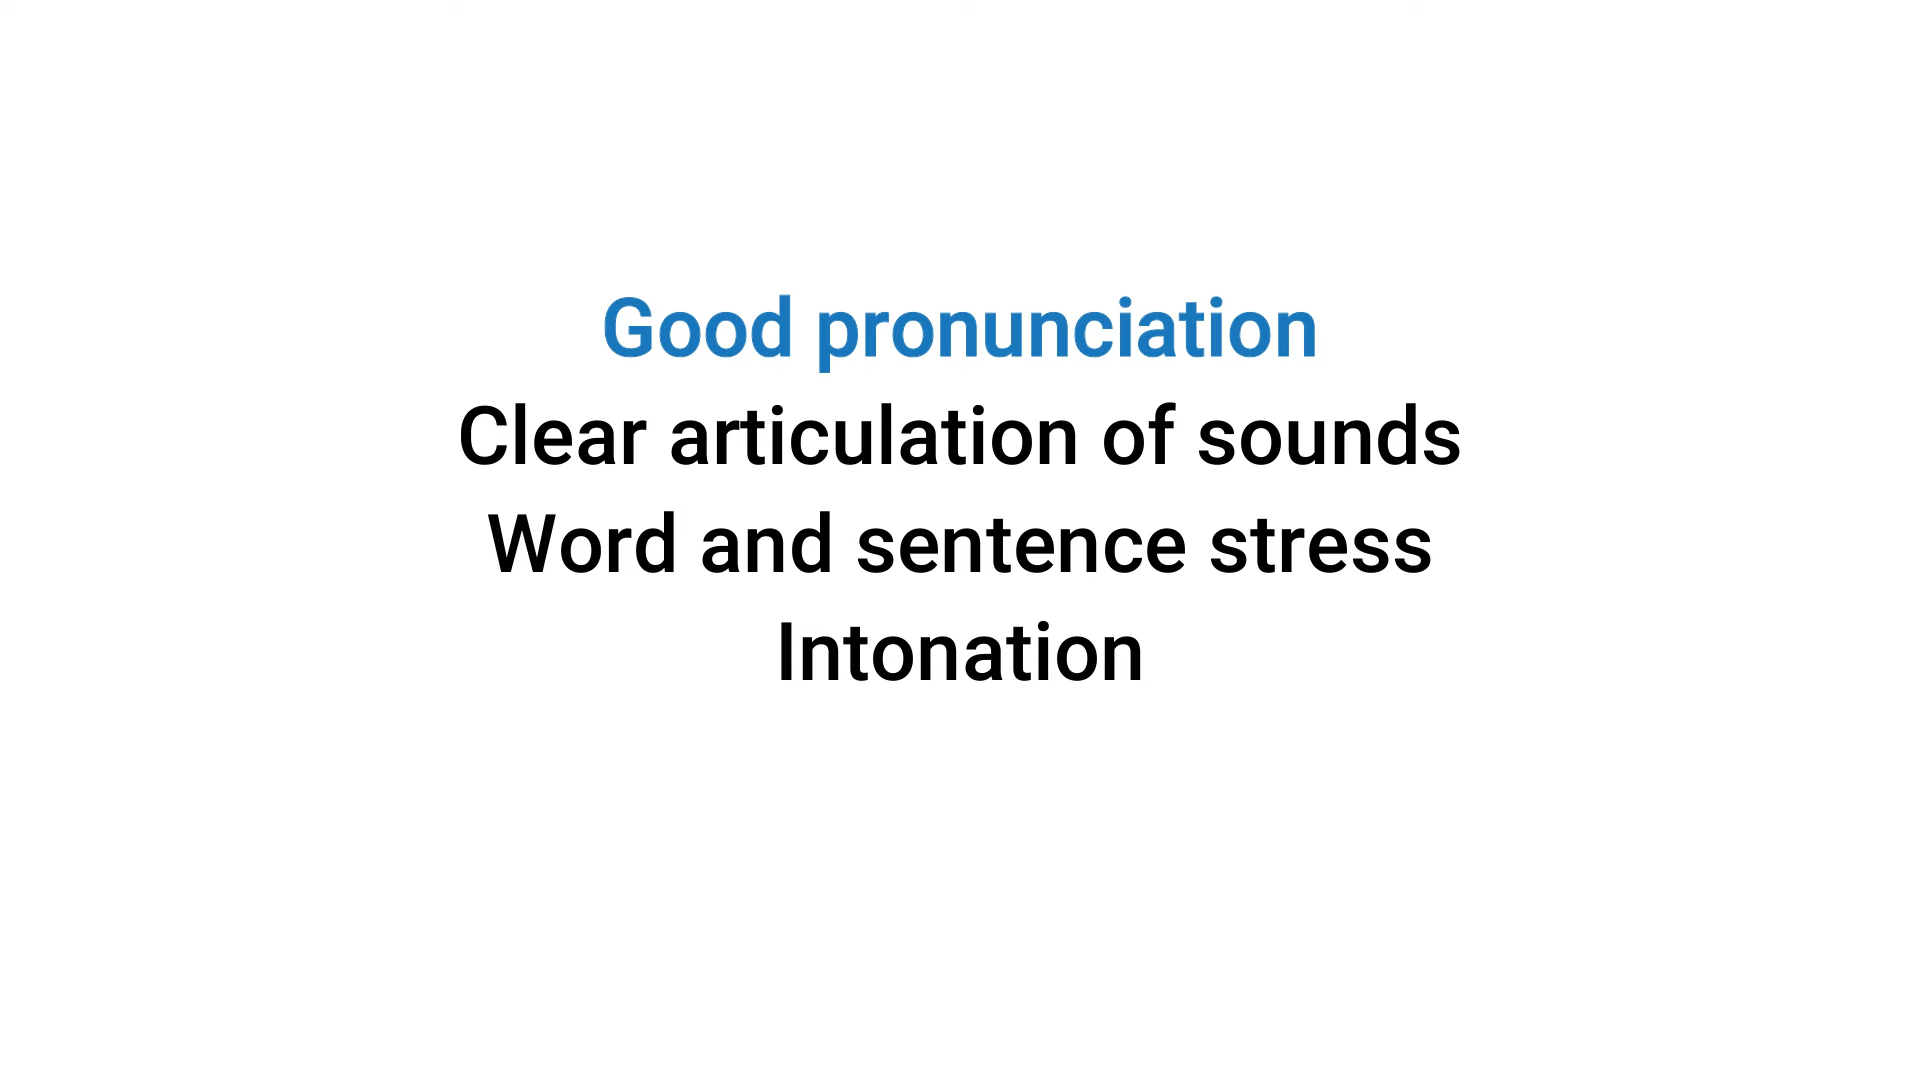 Good pronunciation
Clear articulation of sounds
Word and sentence stress
Intonation